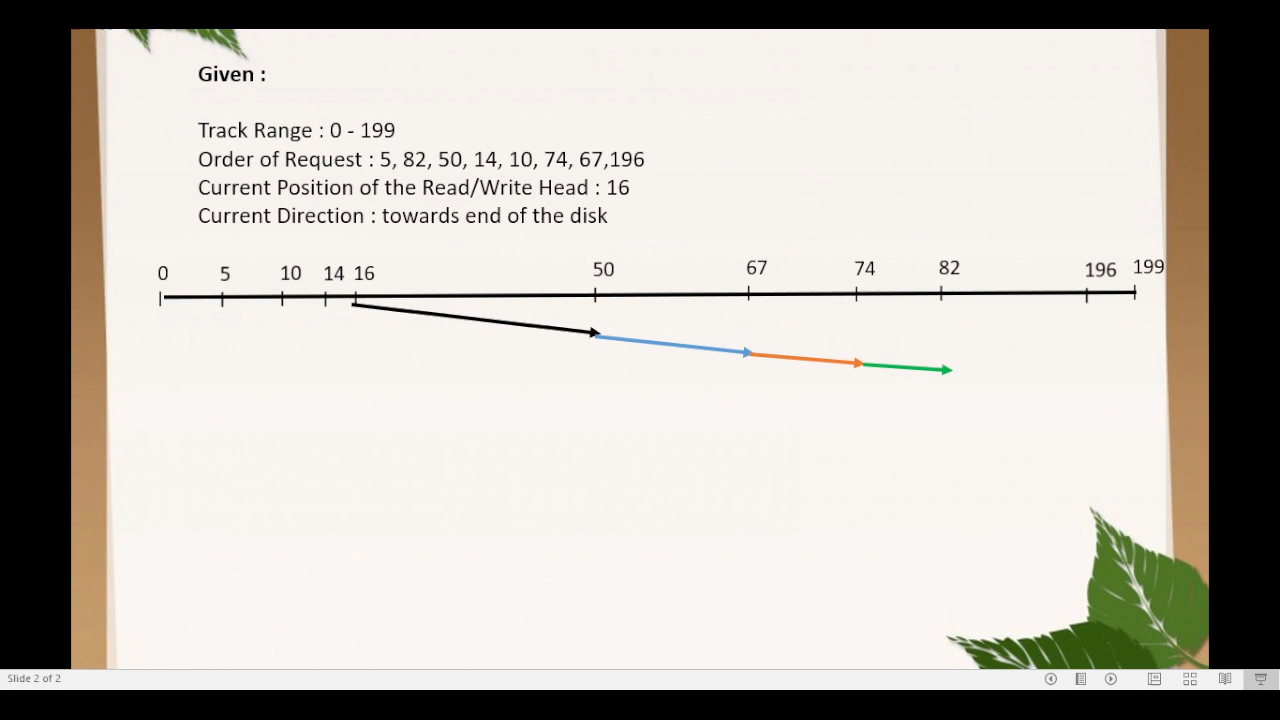 Given :
Track Range : 0 - 199
Order of Request : 5, 82, 50, 14, 10, 74, 67,196
Current Position of the Read/Write Head : 16
Current Direction : towards end of the disk
0 5 10 14 16 50 67 74 82 196 199
Slide 2 of 2